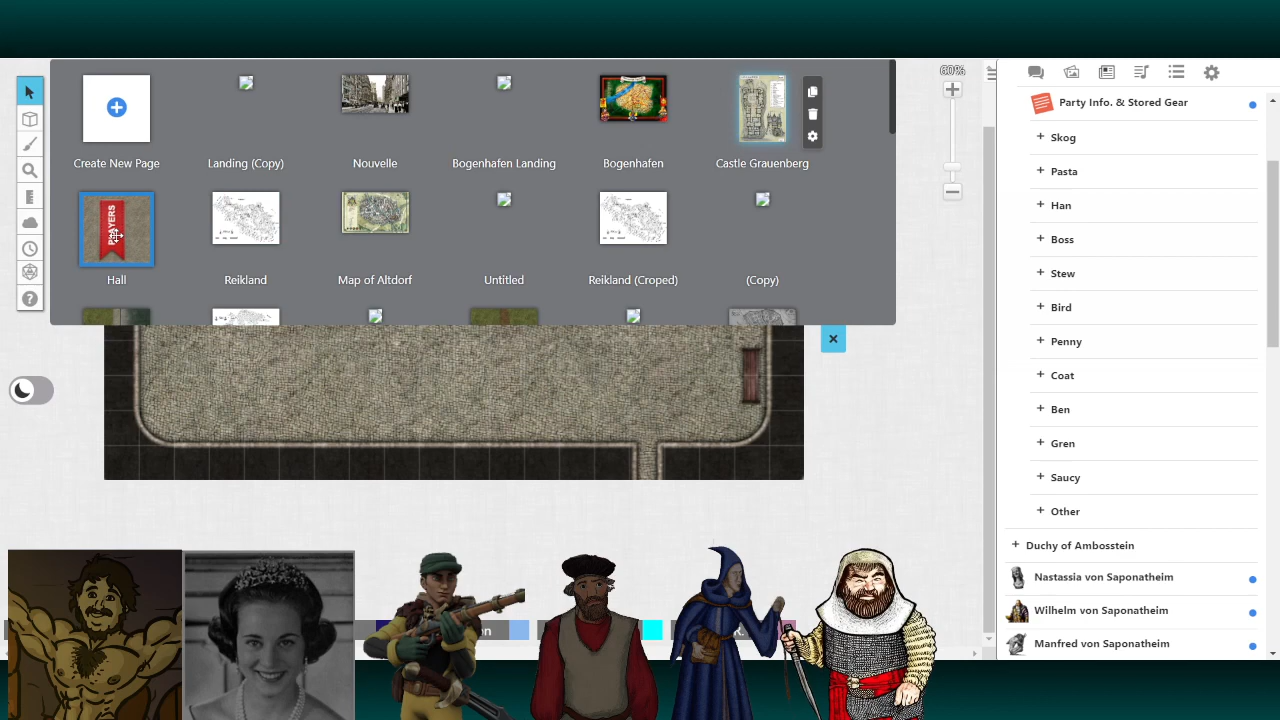 60%
Create New Page
Landing (Copy)
Nouvelle
Bogenhafen Landing
Bogenhafen
Castle Grauenberg
PLAYERS
Hall
Reikland
Map of Altdorf
Untitled
Reikland (Croped)
(Copy)
Party Info. & Stored Gear
Skog
Pasta
Han
Boss
Stew
Bird
Penny
Coat
Ben
Gren
Saucy
Other
Duchy of Ambosstein
Nastassia von Saponatheim
Wilhelm von Saponatheim
Manfred von Saponatheim